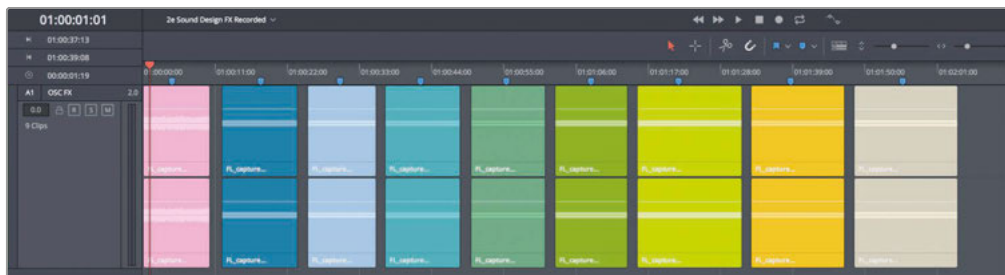 01:00:01:01
2e Sound Design FX Recorded
01:00:37:13
01:00:39:08
00:00:01:19
01:00:00:00 01:00:11:00 01:00:22:00 01:00:33:00 01:00:44:00 01:00:55:00 01:01:06:00 01:01:17:00 01:01:28:00 01:01:39:00 01:01:50:00 01:02:01:00
A1 OSC FX 2.0
0.0 R S M
9 Clips
FL_capture... FL_capture... FL_capture... FL_capture... FL_capture... FL_capture... FL_capture... FL_capture... FL_capture...
FL_capture... FL_capture... FL_capture... FL_capture... FL_capture... FL_capture... FL_capture... FL_capture... FL_capture...